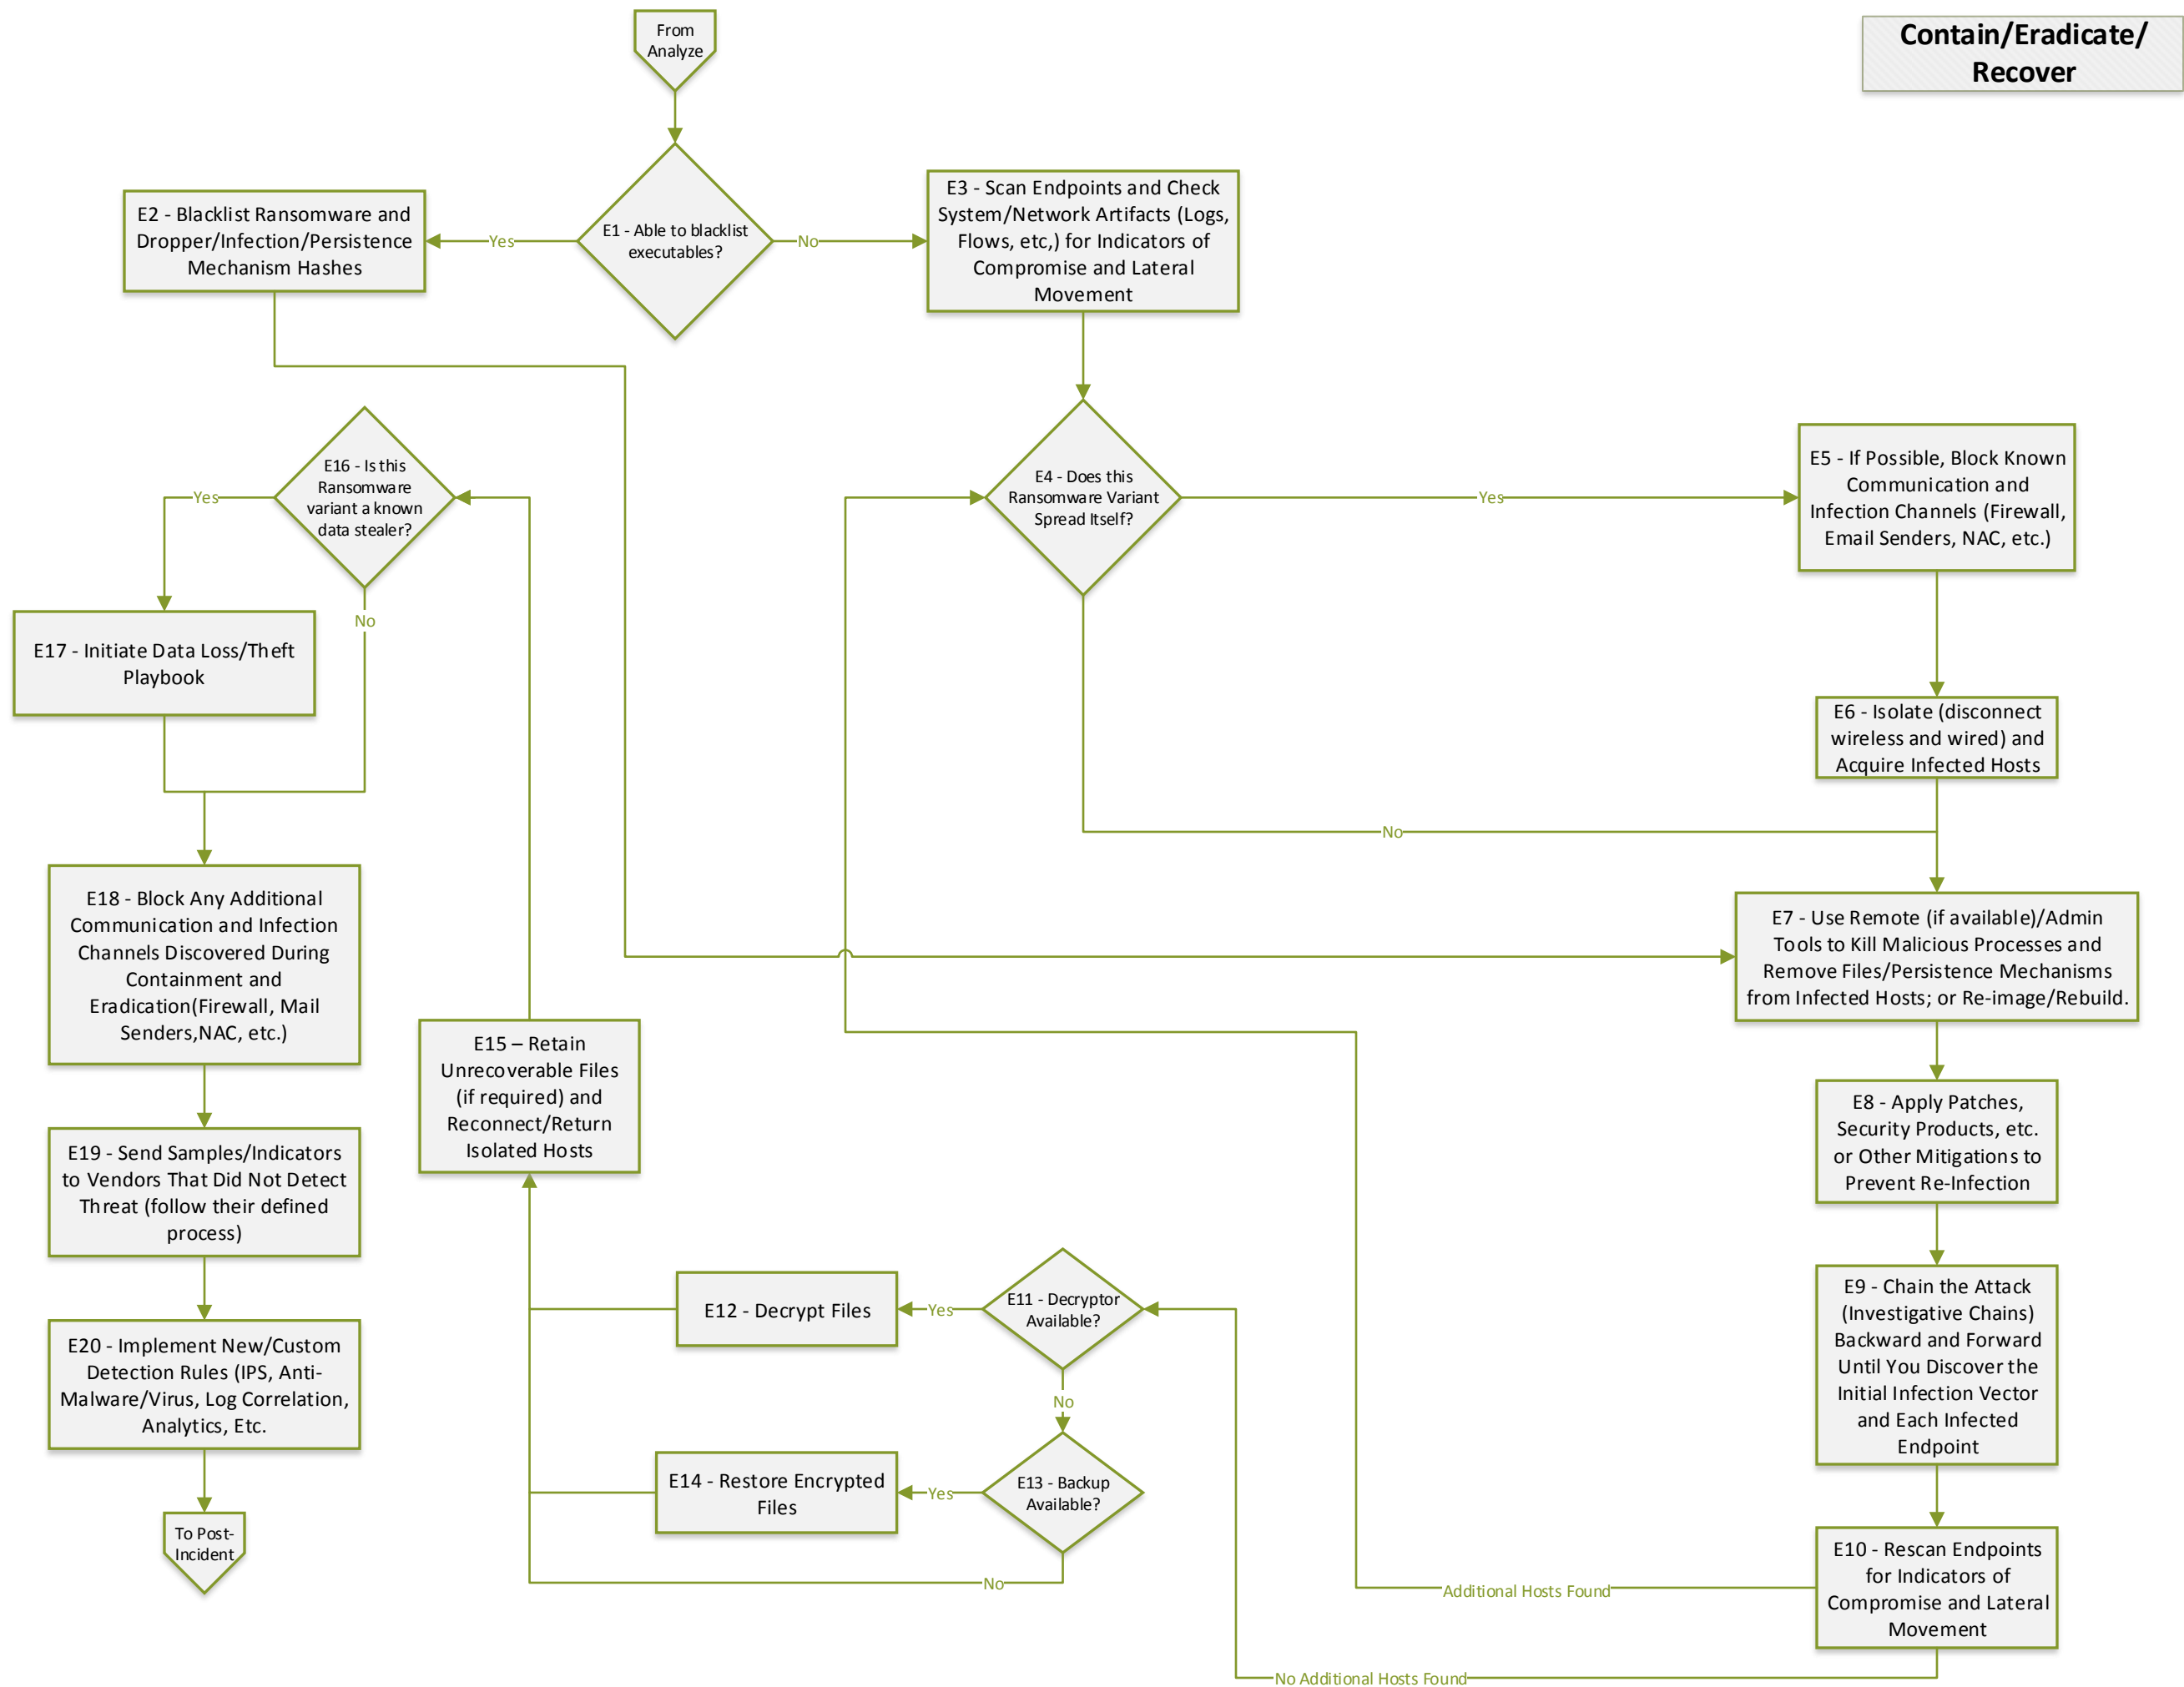 From
Analyze
Contain/Eradicate/
Recover
E1 - Able to blacklist
executables?
Yes
No
E2 - Blacklist Ransomware and
Dropper/Infection/Persistence
Mechanism Hashes
E3 - Scan Endpoints and Check
System/Network Artifacts (Logs,
Flows, etc,) for Indicators of
Compromise and Lateral
Movement
E4 - Does this
Ransomware Variant
Spread Itself?
Yes
No
E5 - If Possible, Block Known
Communication and
Infection Channels (Firewall,
Email Senders, NAC, etc.)
E6 - Isolate (disconnect
wireless and wired) and
Acquire Infected Hosts
E7 - Use Remote (if available)/Admin
Tools to Kill Malicious Processes and
Remove Files/Persistence Mechanisms
from Infected Hosts; or Re-image/Rebuild.
E8 - Apply Patches,
Security Products, etc.
or Other Mitigations to
Prevent Re-Infection
E9 - Chain the Attack
(Investigative Chains)
Backward and Forward
Until You Discover the
Initial Infection Vector
and Each Infected
Endpoint
E10 - Rescan Endpoints
for Indicators of
Compromise and Lateral
Movement
Additional Hosts Found
No Additional Hosts Found
E11 - Decryptor
Available?
Yes
No
E12 - Decrypt Files
E13 - Backup
Available?
Yes
No
E14 - Restore Encrypted
Files
E15 – Retain
Unrecoverable Files
(if required) and
Reconnect/Return
Isolated Hosts
E16 - Is this
Ransomware
variant a known
data stealer?
Yes
No
E17 - Initiate Data Loss/Theft
Playbook
E18 - Block Any Additional
Communication and Infection
Channels Discovered During
Containment and
Eradication(Firewall, Mail
Senders,NAC, etc.)
E19 - Send Samples/Indicators
to Vendors That Did Not Detect
Threat (follow their defined
process)
E20 - Implement New/Custom
Detection Rules (IPS, Anti-
Malware/Virus, Log Correlation,
Analytics, Etc.
To Post-
Incident